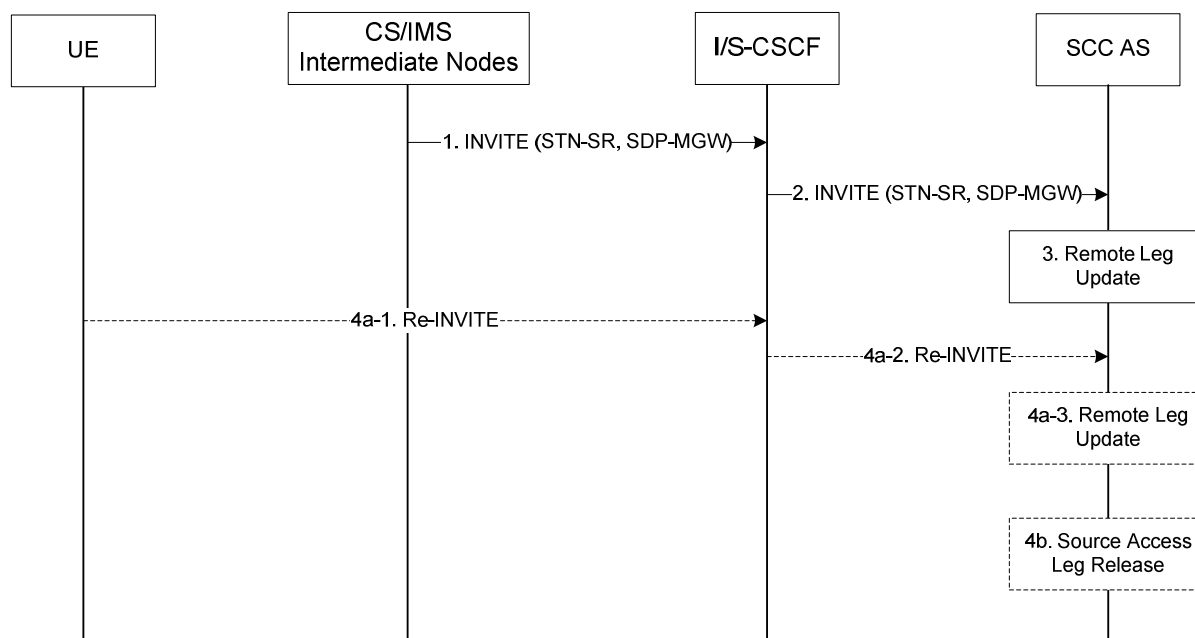 UE
CS/IMS
Intermediate Nodes
I/S-CSCF
SCC AS
1. INVITE (STN-SR, SDP-MGW)
2. INVITE (STN-SR, SDP-MGW)
3. Remote Leg
Update
4a-1. Re-INVITE
4a-2. Re-INVITE
4a-3. Remote Leg
Update
4b. Source Access
Leg Release